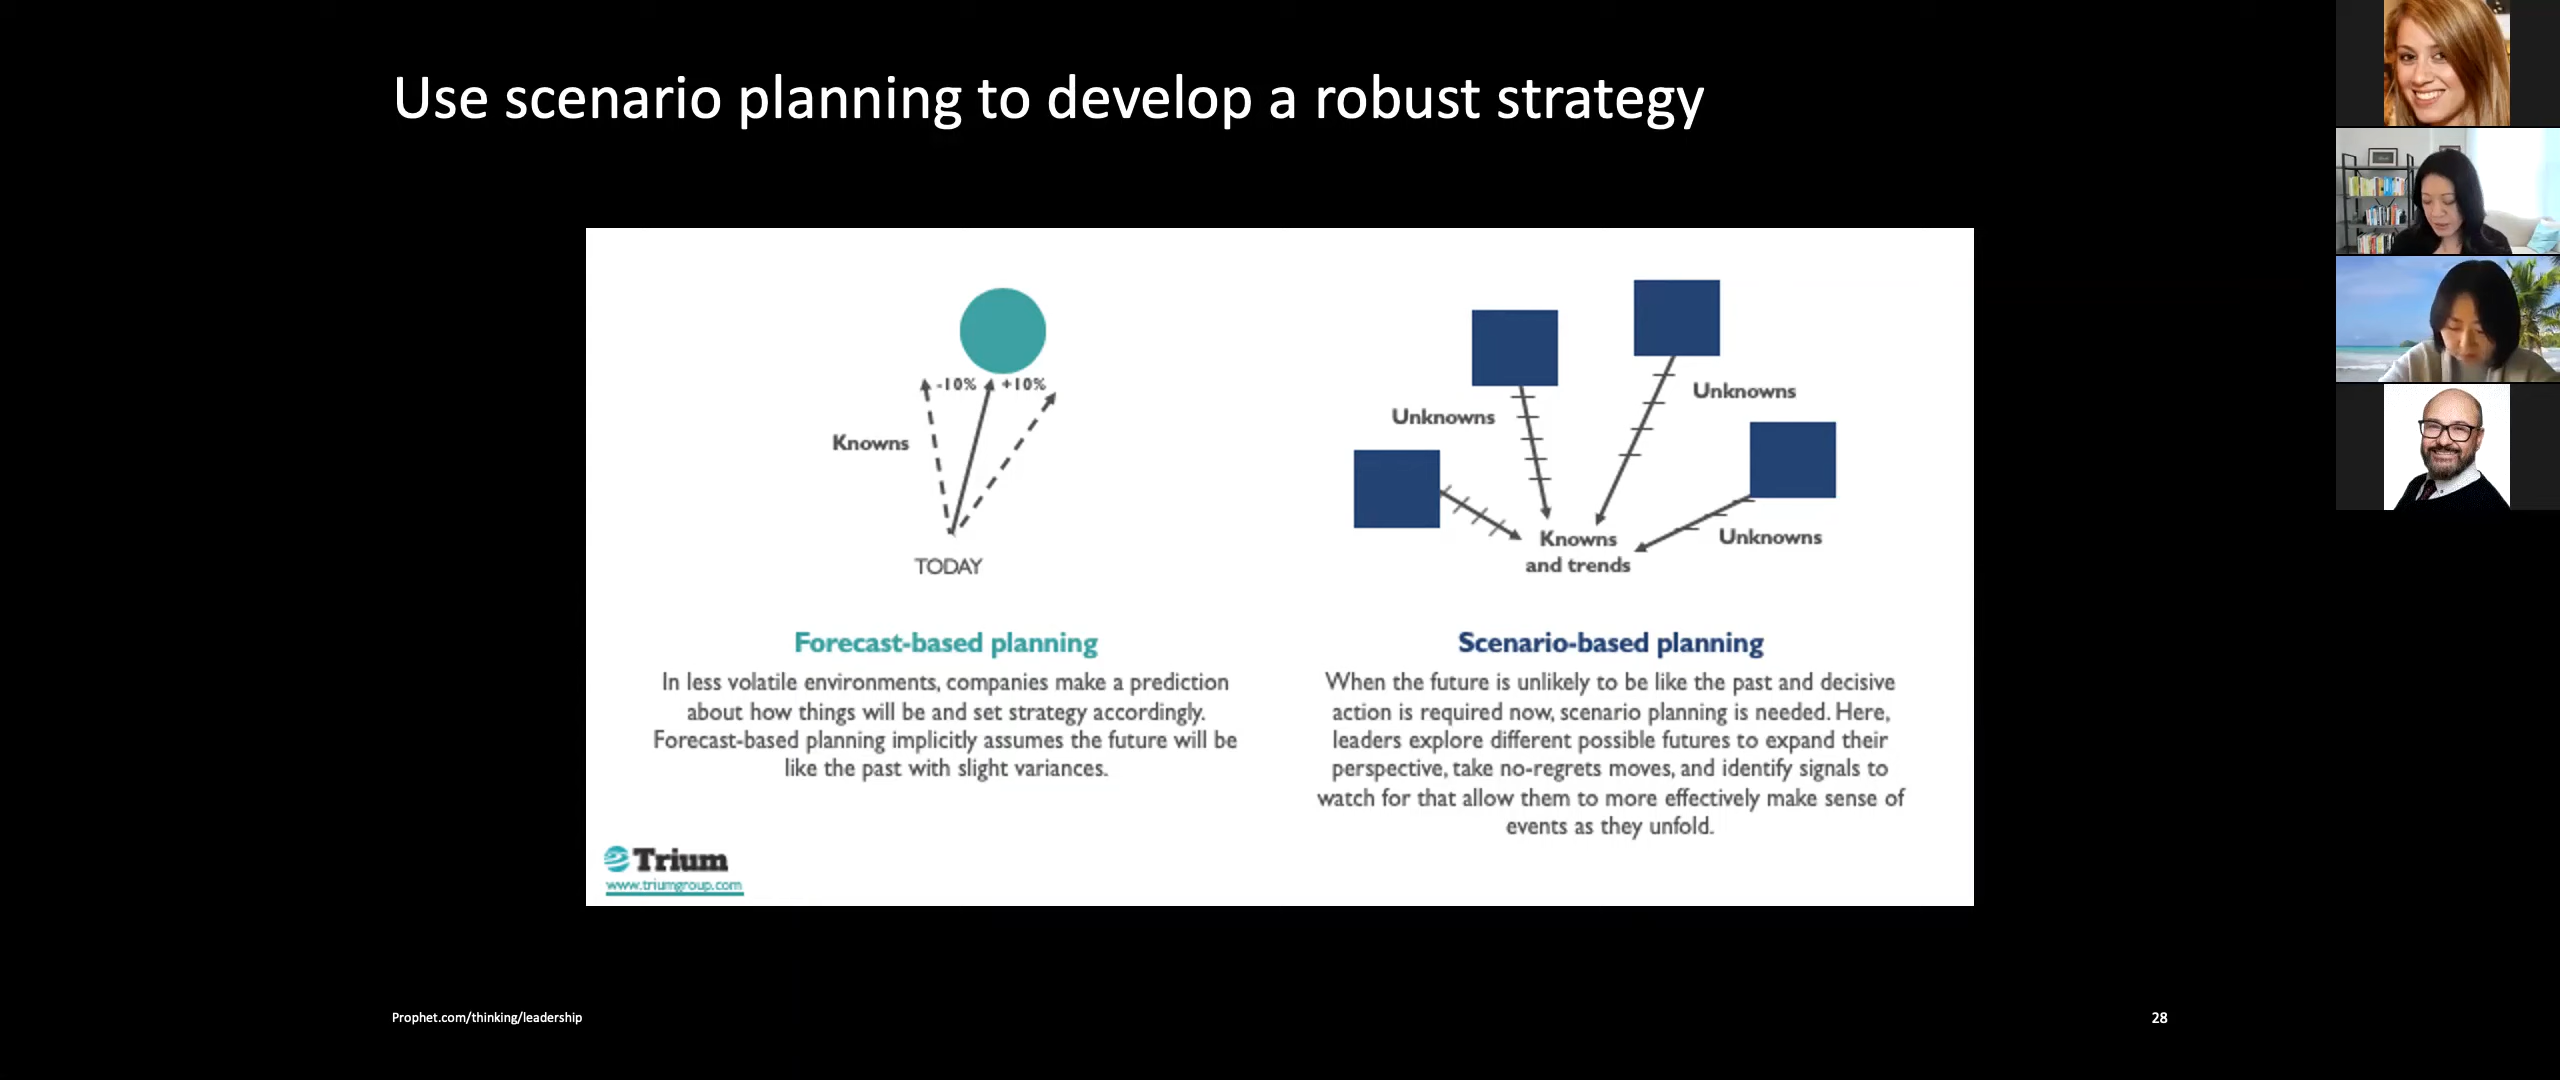 Use scenario planning to develop a robust strategy
-10%
+10%
Knowns
TODAY
Unknowns
Unknowns
Unknowns
Knowns
and trends
Forecast-based planning
In less volatile environments, companies make a prediction
about how things will be and set strategy accordingly.
Forecast-based planning implicitly assumes the future will be
like the past with slight variances.
Scenario-based planning
When the future is unlikely to be like the past and decisive
action is required now, scenario planning is needed. Here,
leaders explore different possible futures to expand their
perspective, take no-regrets moves, and identify signals to
watch for that allow them to more effectively make sense of
events as they unfold.
Trium
www.triumgroup.com
Prophet.com/thinking/leadership
28